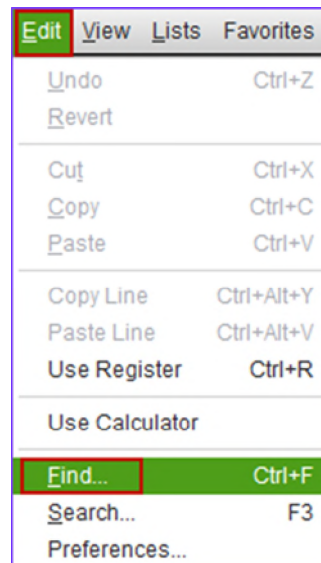 Edit View Lists Favorites
Undo Ctrl+Z
Revert
Cut Ctrl+X
Copy Ctrl+C
Paste Ctrl+V
Copy Line Ctrl+Alt+Y
Paste Line Ctrl+Alt+V
Use Register Ctrl+R
Use Calculator
Find... Ctrl+F
Search... F3
Preferences...